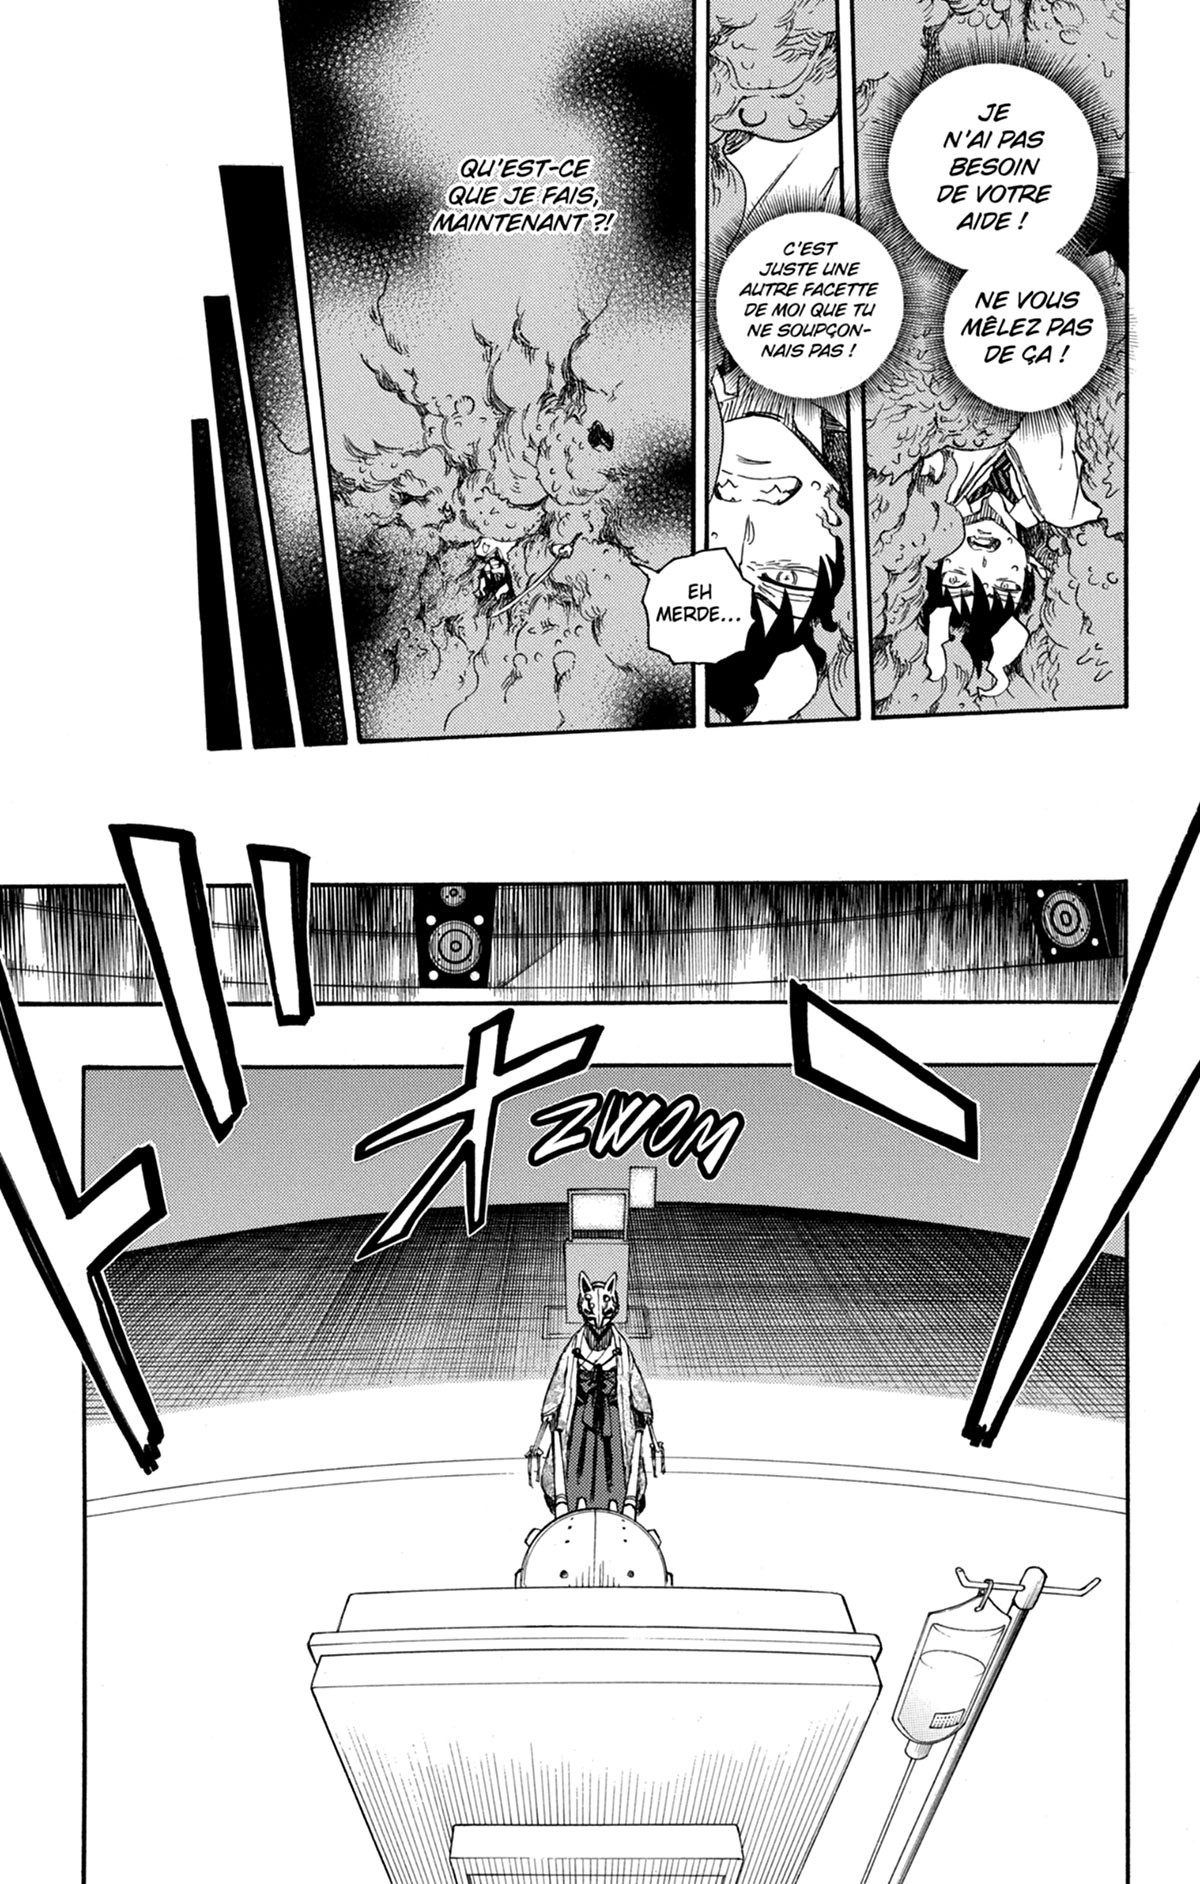 JE
N'AI PAS
BESOIN
DE VOTRE
AIDE !
NE VOUS
MÊLEZ PAS
DE ÇA !
C'EST
JUSTE UNE
AUTRE FACETTE
DE MOI QUE TU
NE SOUPÇON-
NAIS PAS !
EH
MERDE...
QU'EST-CE
QUE JE FAIS,
MAINTENANT ?!
ドオ
ZWOM